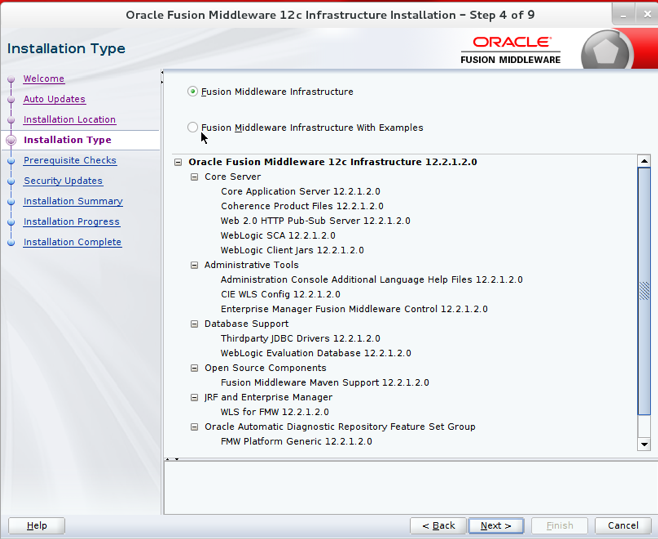 Oracle Fusion Middleware 12c Infrastructure Installation – Step 4 of 9
Installation Type
ORACLE®
FUSION MIDDLEWARE
Welcome
Auto Updates
Installation Location
Installation Type
Prerequisite Checks
Security Updates
Installation Summary
Installation Progress
Installation Complete
Fusion Middleware Infrastructure
Fusion Middleware Infrastructure With Examples
Oracle Fusion Middleware 12c Infrastructure 12.2.1.2.0
Core Server
Core Application Server 12.2.1.2.0
Coherence Product Files 12.2.1.2.0
Web 2.0 HTTP Pub-Sub Server 12.2.1.2.0
WebLogic SCA 12.2.1.2.0
WebLogic Client Jars 12.2.1.2.0
Administrative Tools
Administration Console Additional Language Help Files 12.2.1.2.0
CIE WLS Config 12.2.1.2.0
Enterprise Manager Fusion Middleware Control 12.2.1.2.0
Database Support
Thirdparty JDBC Drivers 12.2.1.2.0
WebLogic Evaluation Database 12.2.1.2.0
Open Source Components
Fusion Middleware Maven Support 12.2.1.2.0
JRF and Enterprise Manager
WLS for FMW 12.2.1.2.0
Oracle Automatic Diagnostic Repository Feature Set Group
FMW Platform Generic 12.2.1.2.0
Help
< Back
Next >
Finish
Cancel